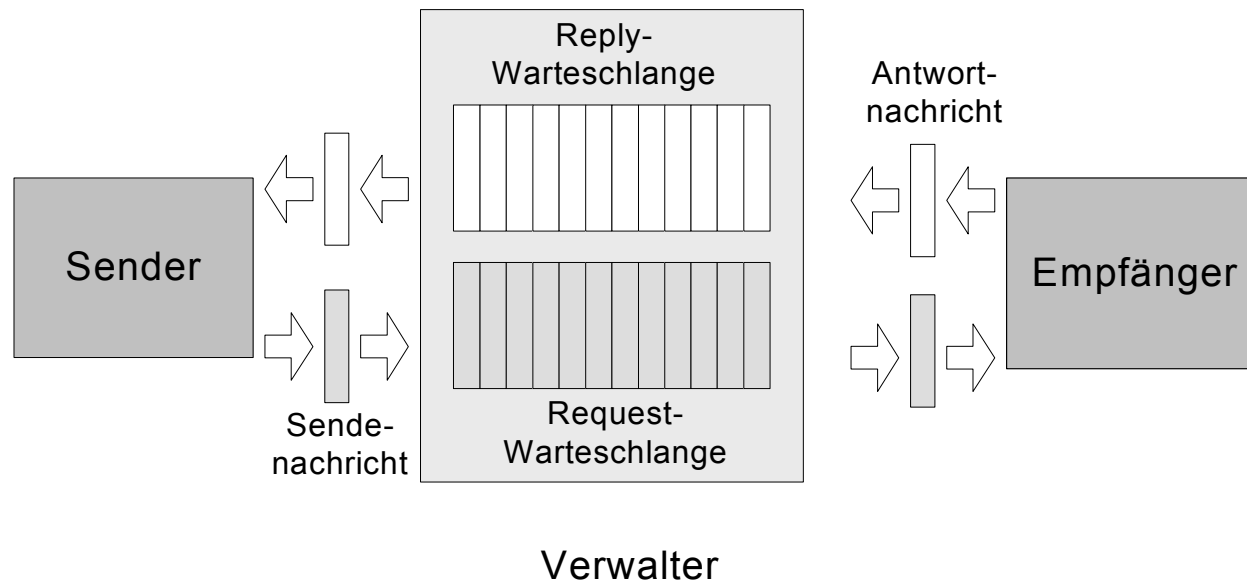 Reply-
Warteschlange
Antwort-
nachricht
Sender
Empfänger
Sende-
nachricht
Request-
Warteschlange
Verwalter